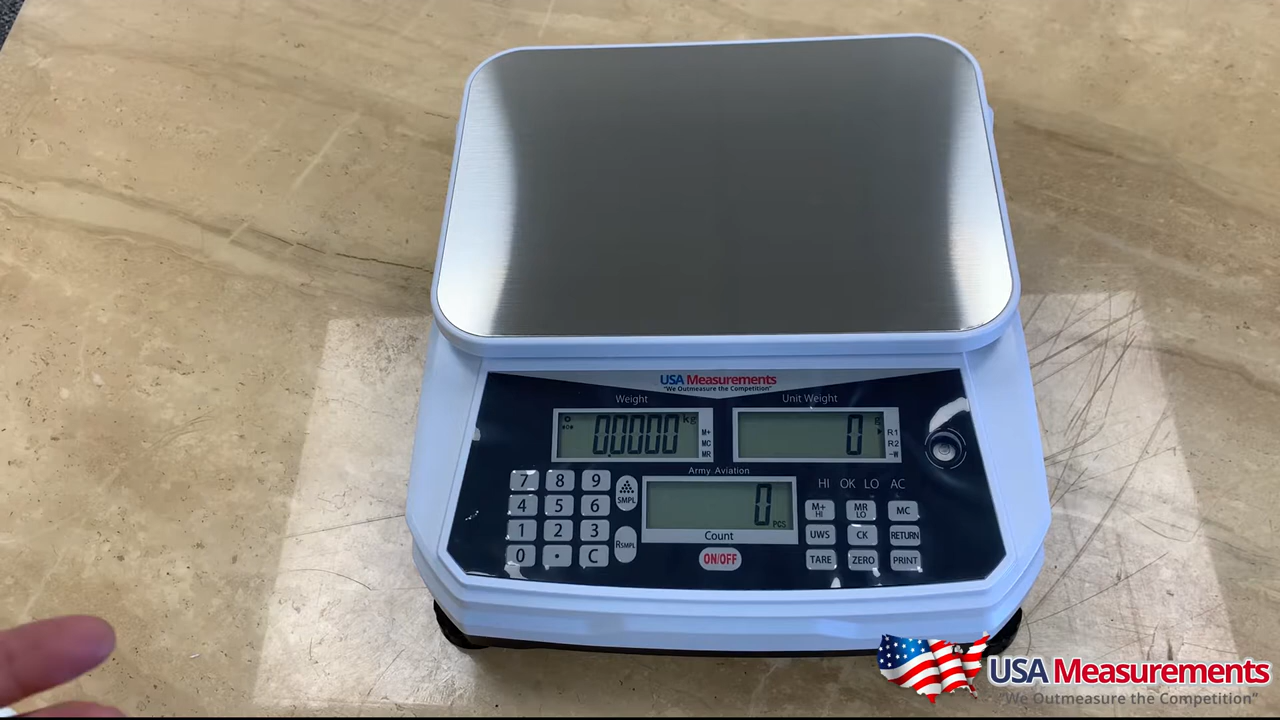 USA Measurements
"We Outmeasure the Competition"
Weight
Unit Weight
0.0000 kg
M+
MC
MR
0 g
R1
R2
-W
Army Aviation
0 PCS
Count
ON/OFF
7 8 9
4 5 6
1 2 3
0 . C
SMPL
RSMPL
HI OK LO AC
M+ HI
MR LO
MC
UWS CK RETURN
TARE ZERO PRINT
USA Measurements
"We Outmeasure the Competition"